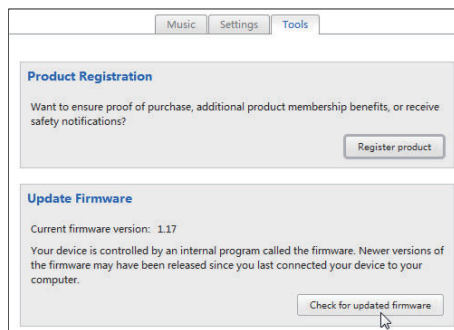 Music Settings Tools
Product Registration
Want to ensure proof of purchase, additional product membership benefits, or receive
safety notifications?
Register product
Update Firmware
Current firmware version: 1.17
Your device is controlled by an internal program called the firmware. Newer versions of
the firmware may have been released since you last connected your device to your
computer.
Check for updated firmware